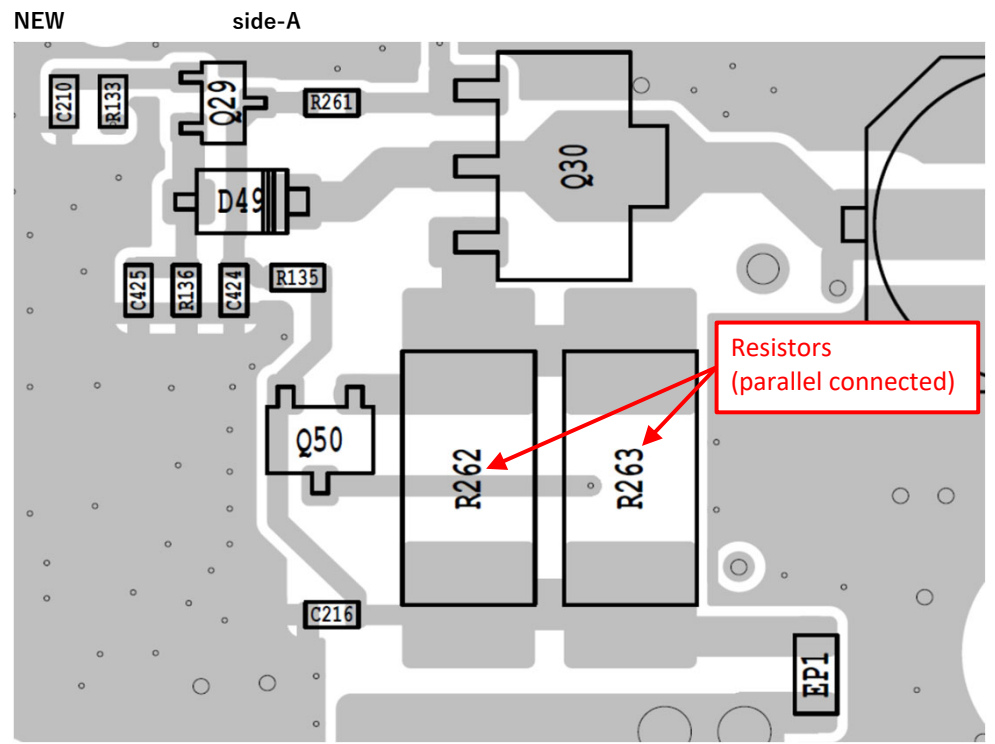 NEW side-A
C210
R133
Q29
R261
Q30
D49
C425
R136
C424
R135
Resistors
(parallel connected)
Q50
R262
R263
C216
EP1